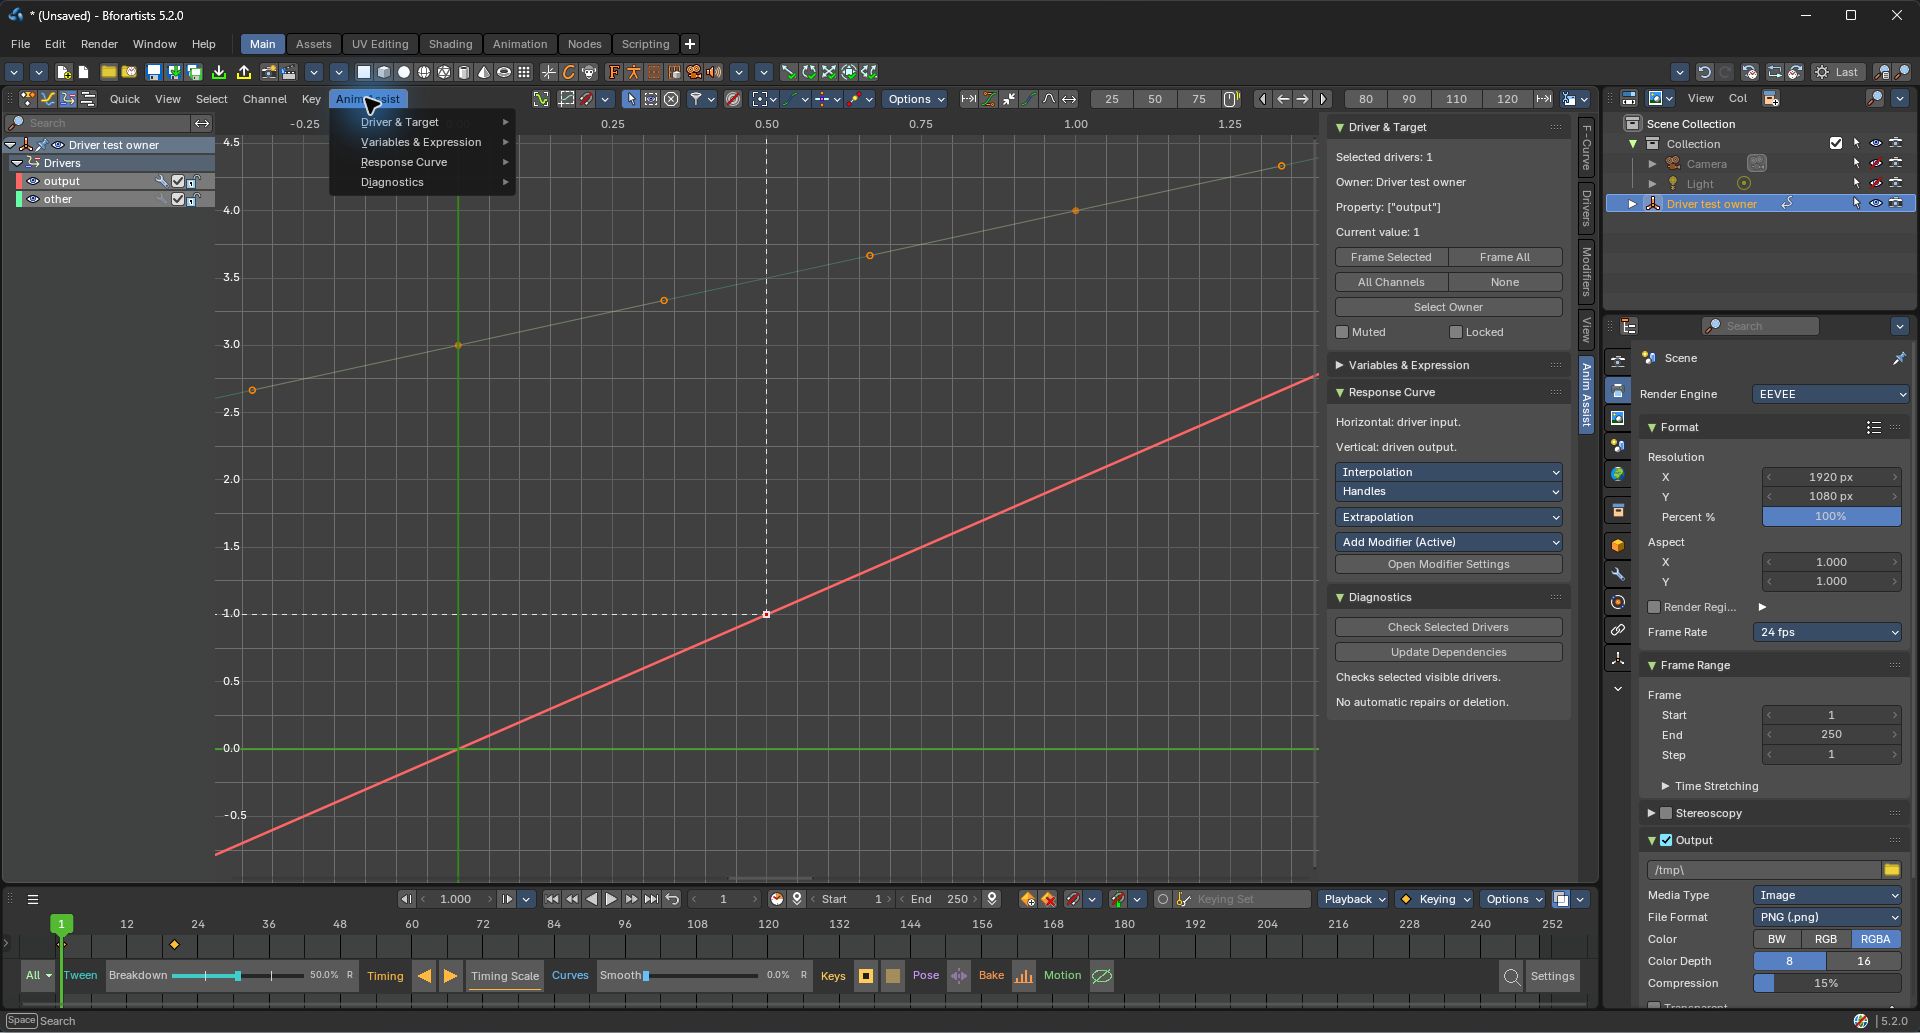 * (Unsaved) - Bforartists 5.2.0
File Edit Render Window Help Main Assets UV Editing Shading Animation Nodes Scripting +
Last
Quick View Select Channel Key Anim Assist Options 25 50 75 80 90 110 120
Search
-0.25 0.25 0.50 0.75 1.00 1.25
Driver & Target
Variables & Expression
Response Curve
Diagnostics
Driver test owner
Drivers
output
other
4.5
4.0
3.5
3.0
2.5
2.0
1.5
1.0
0.5
0.0
-0.5
Driver & Target
Selected drivers: 1
Owner: Driver test owner
Property: ["output"]
Current value: 1
Frame Selected Frame All
All Channels None
Select Owner
Muted Locked
Variables & Expression
Response Curve
Horizontal: driver input.
Vertical: driven output.
Interpolation
Handles
Extrapolation
Add Modifier (Active)
Open Modifier Settings
Diagnostics
Check Selected Drivers
Update Dependencies
Checks selected visible drivers.
No automatic repairs or deletion.
F-Curve
Drivers
Modifiers
View
Anim Assist
View Col
Scene Collection
Collection
Camera
Light
Driver test owner
Search
Scene
Render Engine EEVEE
Format
Resolution
X 1920 px
Y 1080 px
Percent % 100%
Aspect
X 1.000
Y 1.000
Render Regi...
Frame Rate 24 fps
Frame Range
Frame
Start 1
End 250
Step 1
Time Stretching
Stereoscopy
Output
/tmp\
Media Type Image
File Format PNG (.png)
Color BW RGB RGBA
Color Depth 8 16
Compression 15%
1.000 1 Start 1 End 250 Keying Set Playback Keying Options
1 12 24 36 48 60 72 84 96 108 120 132 144 156 168 180 192 204 216 228 240 252
All Tween Breakdown 50.0% R Timing Timing Scale Curves Smooth 0.0% R Keys Pose Bake Motion Settings
Space Search
5.2.0